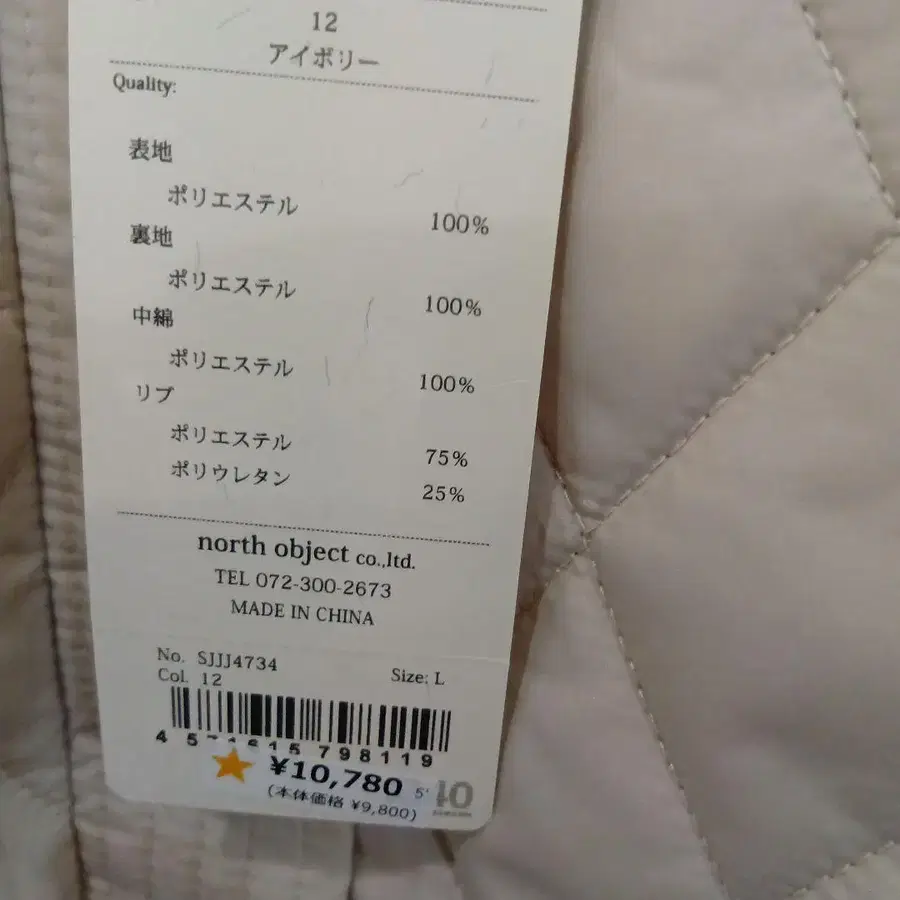 12
アイボリー
Quality:
表地
ポリエステル 100%
裏地
ポリエステル 100%
中綿
ポリエステル 100%
リブ
ポリエステル 75%
ポリウレタン 25%
north object co.,ltd.
TEL 072-300-2673
MADE IN CHINA
No. SJJJ4734
Col. 12 Size: L
4 571615 798119
¥10,780
(本体価格 ¥9,800)